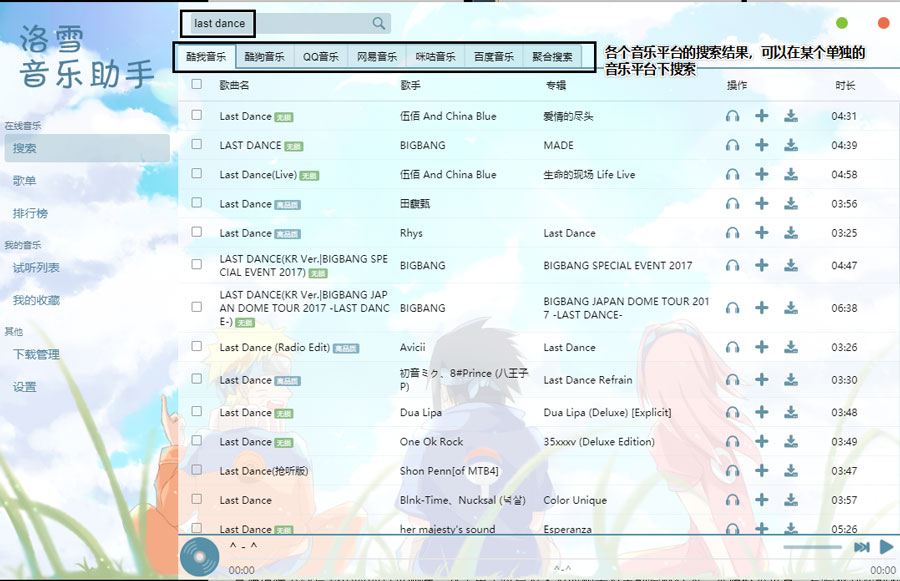 洛雪
音乐助手
last dance
酷我音乐 酷狗音乐 QQ音乐 网易音乐 咪咕音乐 百度音乐 聚合搜索
各个音乐平台的搜索结果，可以在某个单独的
音乐平台下搜索
在线音乐
搜索
歌单
排行榜
我的音乐
试听列表
我的收藏
其他
下载管理
设置
歌曲名 歌手 专辑 操作 时长
Last Dance 无损 伍佰 And China Blue 爱情的尽头 04:31
LAST DANCE 无损 BIGBANG MADE 04:39
Last Dance(Live) 无损 伍佰 And China Blue 生命的现场 Life Live 04:58
Last Dance 高品质 田馥甄 03:56
Last Dance 高品质 Rhys Last Dance 03:25
LAST DANCE(KR Ver.|BIGBANG SPE
CIAL EVENT 2017) 无损 BIGBANG BIGBANG SPECIAL EVENT 2017 04:47
LAST DANCE(KR Ver.|BIGBANG JAP
AN DOME TOUR 2017 -LAST DANC
E-) 无损 BIGBANG BIGBANG JAPAN DOME TOUR 201
7 -LAST DANCE- 06:38
Last Dance (Radio Edit) 高品质 Avicii Last Dance 03:26
Last Dance 高品质 初音ミク、8#Prince (八王子
P) Last Dance Refrain 03:30
Last Dance 无损 Dua Lipa Dua Lipa (Deluxe) [Explicit] 03:48
Last Dance 无损 One Ok Rock 35xxxv (Deluxe Edition) 03:49
Last Dance(抢听版) Shon Penn[of MTB4] 03:47
Last Dance Blnk-Time、Nucksal (넉살) Color Unique 03:57
Last Dance 无损 her majesty's sound Esperanza 05:26
^ - ^
00:00 ^-^ 00:00